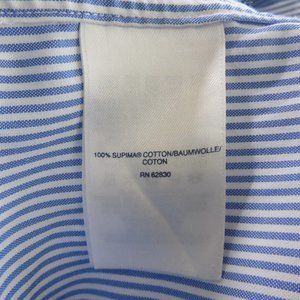 100% SUPIMA® COTTON/BAUMWOLLE/
COTON
RN 62830